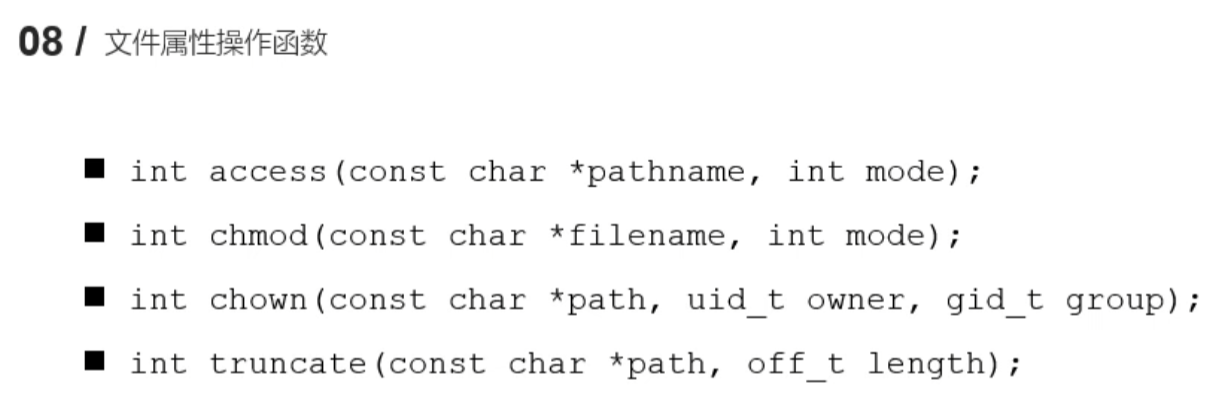 08 / 文件属性操作函数
■ int access(const char *pathname, int mode);
■ int chmod(const char *filename, int mode);
■ int chown(const char *path, uid_t owner, gid_t group);
■ int truncate(const char *path, off_t length);